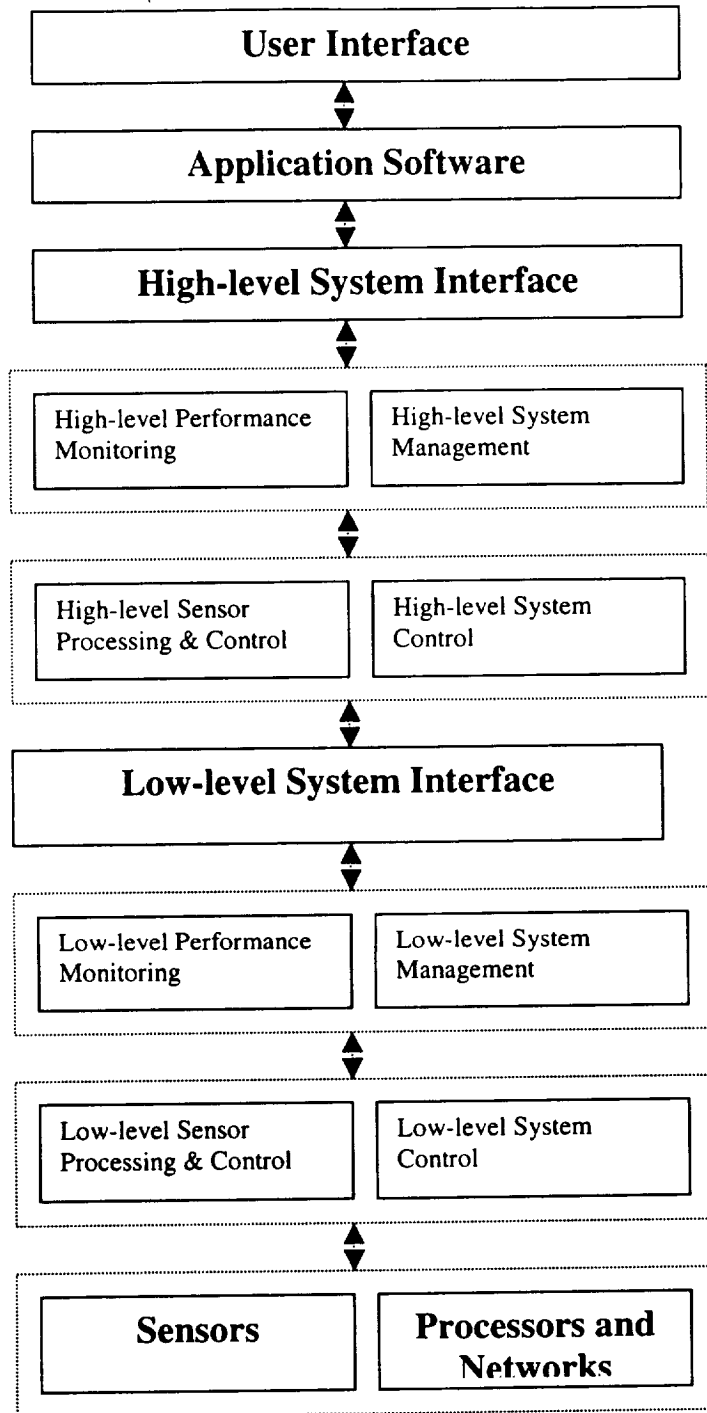 User Interface
Application Software
High-level System Interface
High-level Performance
Monitoring
High-level System
Management
High-level Sensor
Processing & Control
High-level System
Control
Low-level System Interface
Low-level Performance
Monitoring
Low-level System
Management
Low-level Sensor
Processing & Control
Low-level System
Control
Sensors
Processors and
Networks